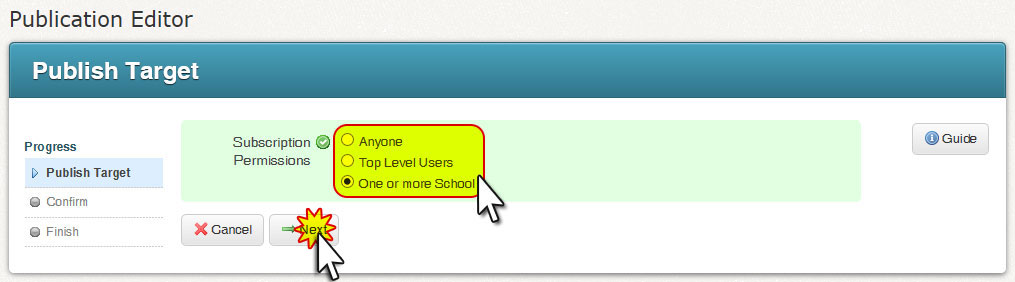 Publication Editor
Publish Target
Progress
Publish Target
Confirm
Finish
Subscription
Permissions
Anyone
Top Level Users
One or more School
Guide
Cancel
Next